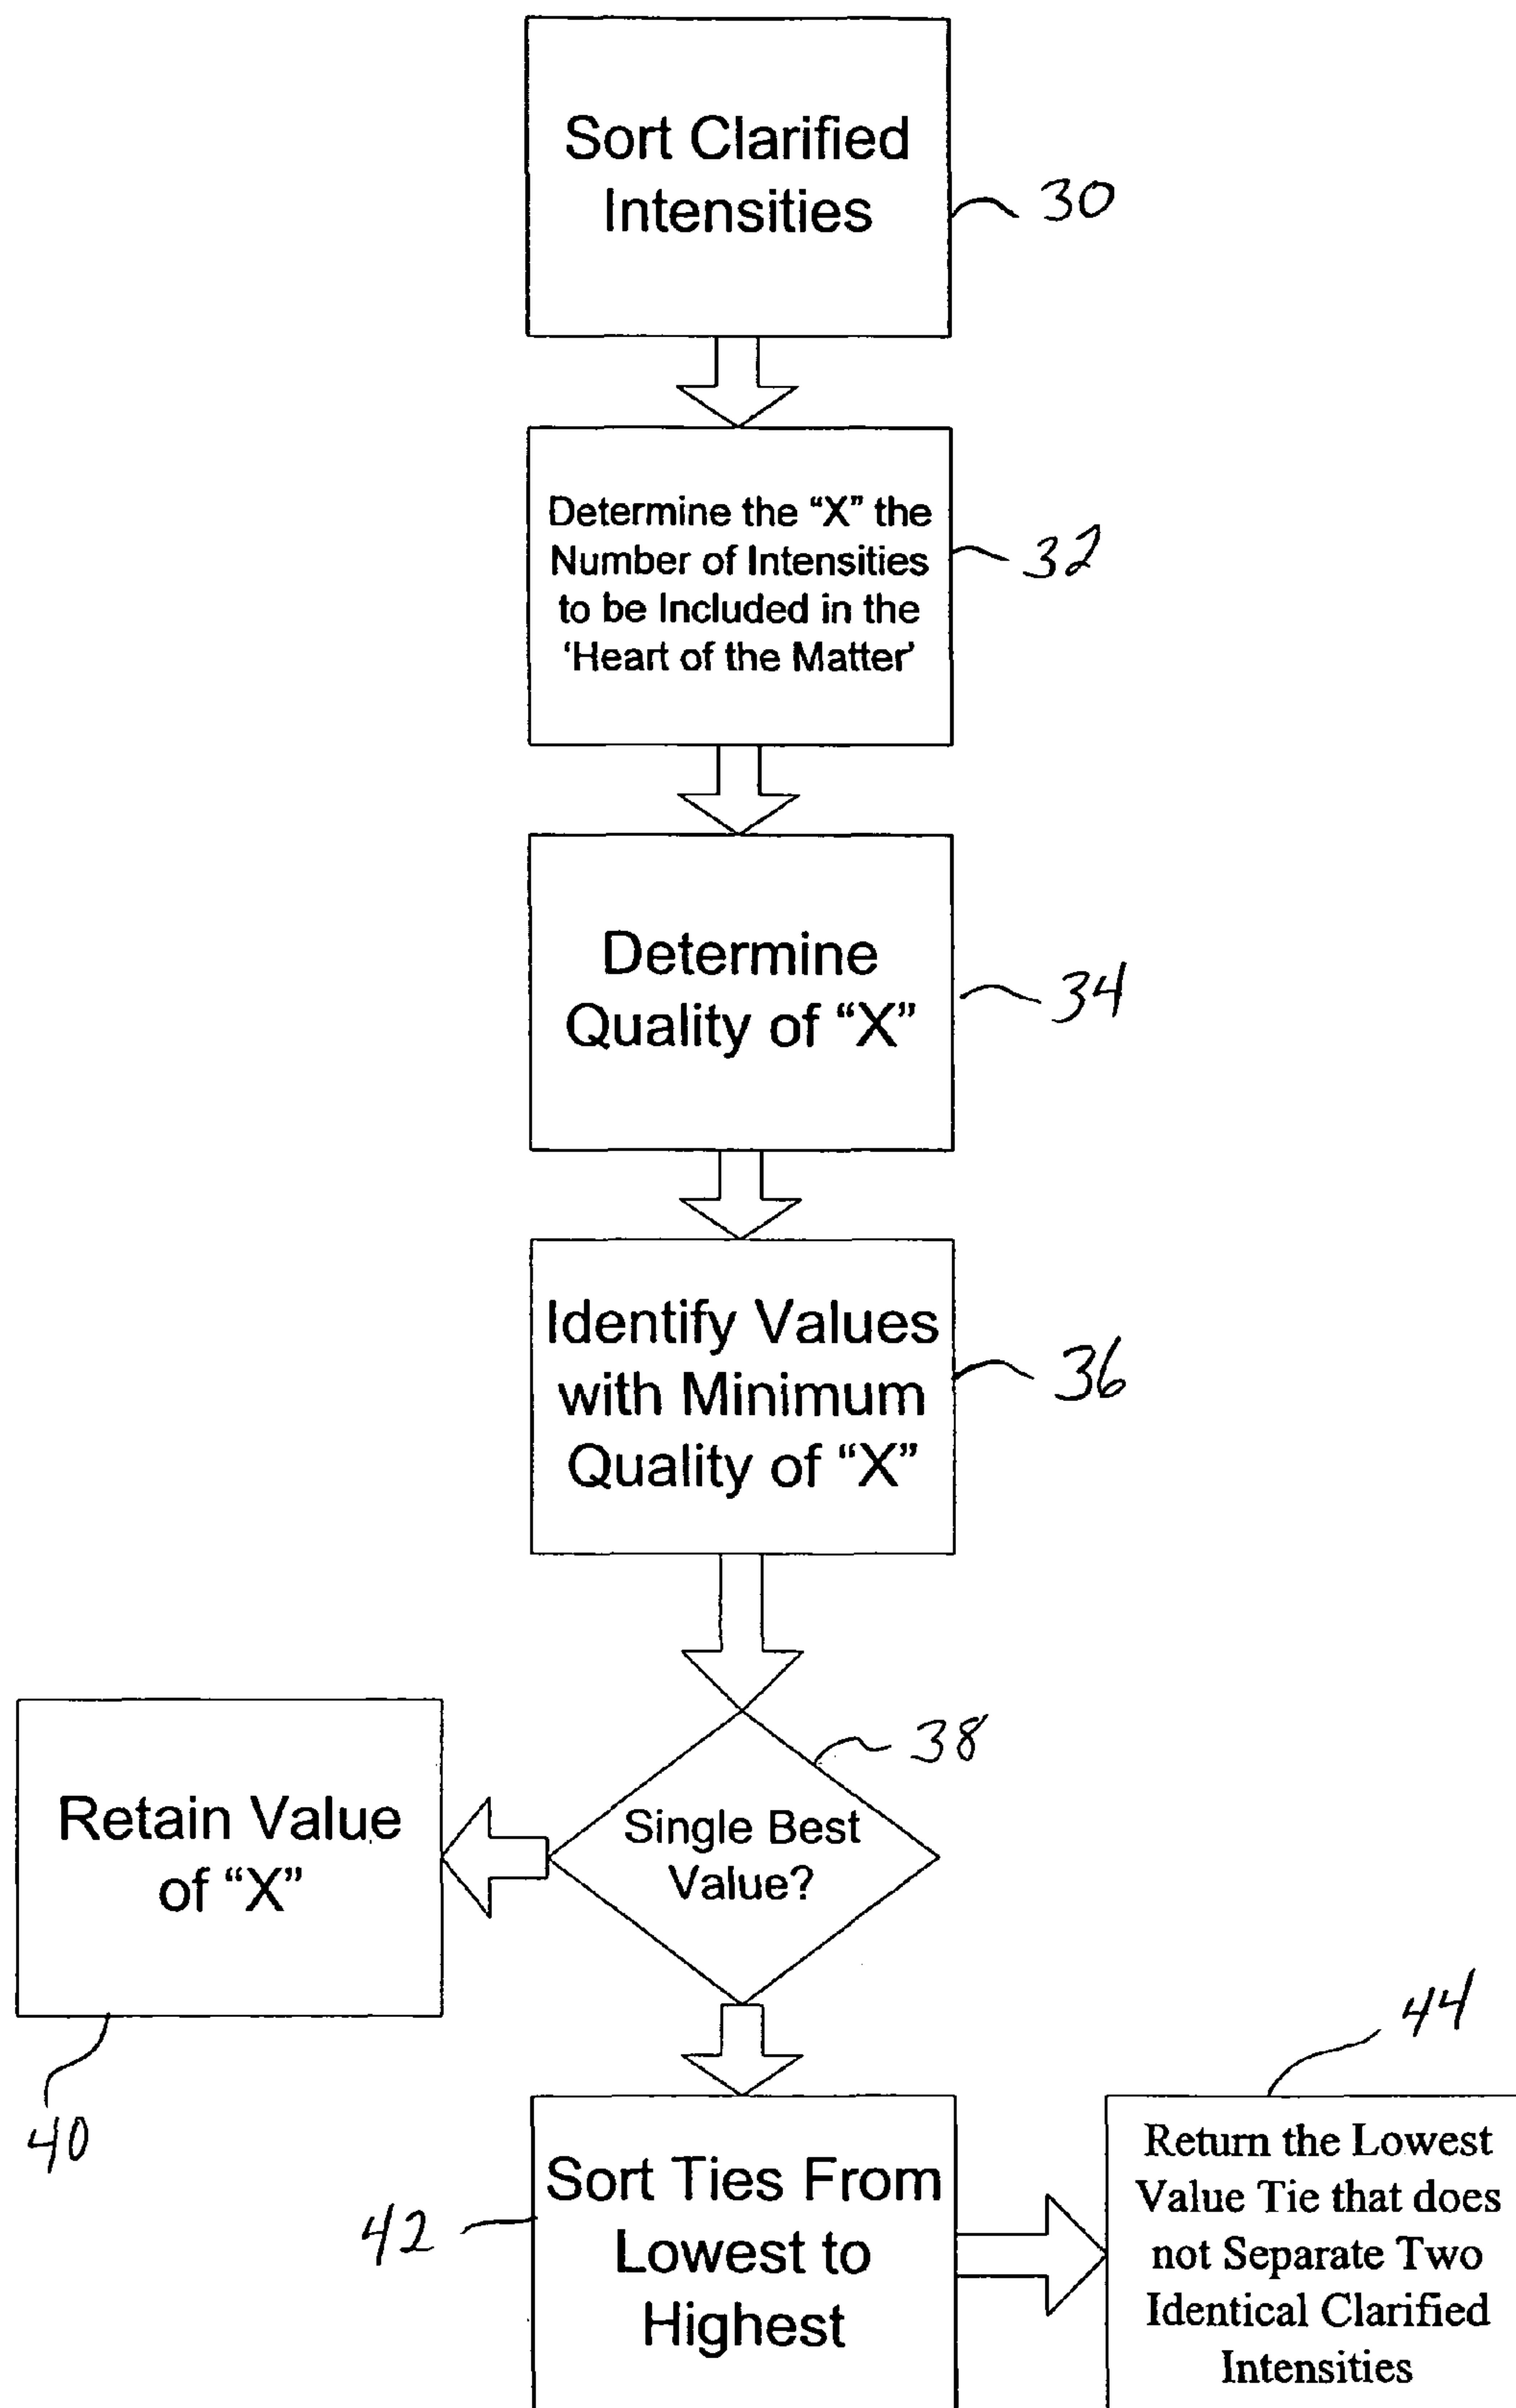 Sort Clarified
Intensities
30
Determine the “X” the
Number of Intensities
to be Included in the
‘Heart of the Matter’
32
Determine
Quality of “X”
34
Identify Values
with Minimum
Quality of “X”
36
38
Single Best
Value?
Retain Value
of “X”
40
42
Sort Ties From
Lowest to
Highest
44
Return the Lowest
Value Tie that does
not Separate Two
Identical Clarified
Intensities